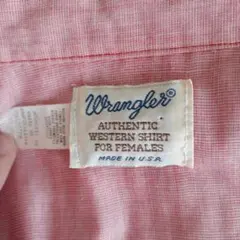 Wrangler®
AUTHENTIC
WESTERN SHIRT
FOR FEMALES
MADE IN U.S.A.